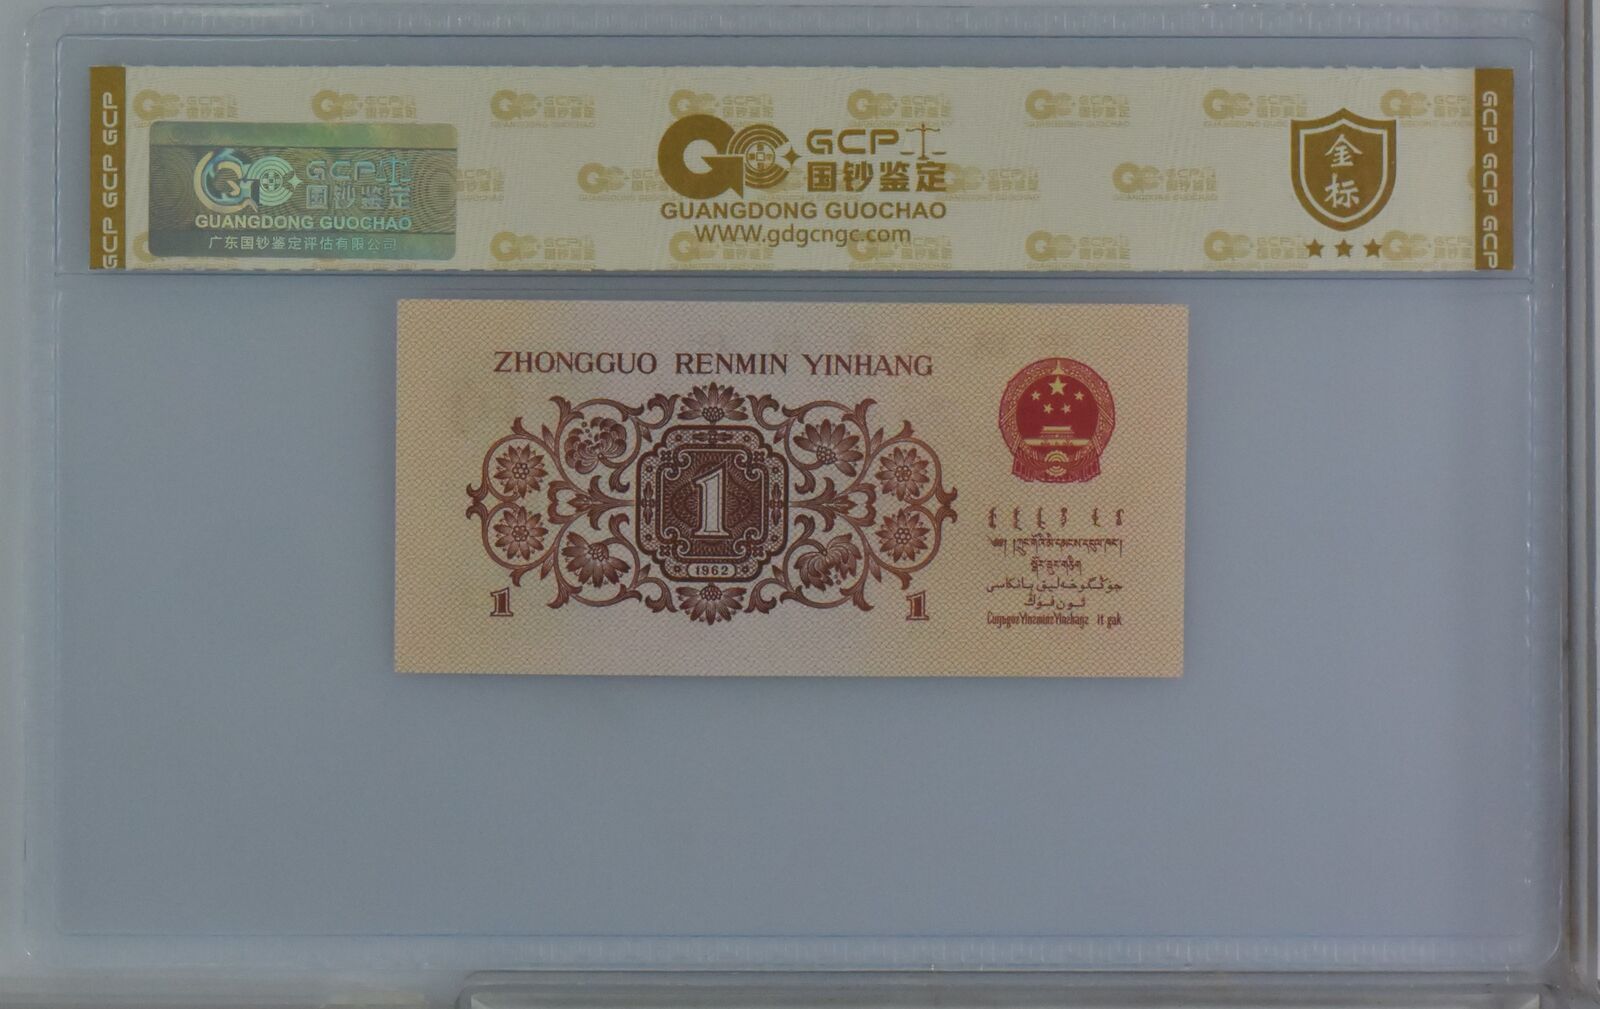 GCP GCP GCP
GCP
国钞鉴定
GUANGDONG GUOCHAO
广东国钞鉴定评估有限公司
GCP
国钞鉴定
GUANGDONG GUOCHAO
www.gdgcngc.com
金
标
GCP GCP GCP
ZHONGGUO RENMIN YINHANG
1
1962
1
1